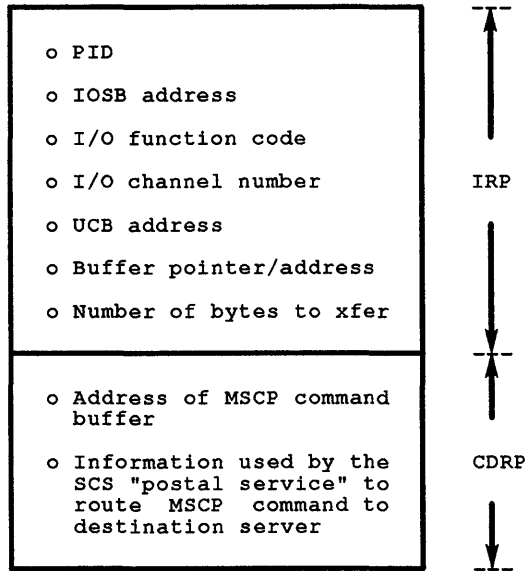 o PID
o IOSB address
o I/O function code
o I/O channel number
IRP
o UCB address
o Buffer pointer/address
o Number of bytes to xfer
o Address of MSCP command
buffer
o Information used by the
CDRP
SCS "postal service" to
route MSCP command to
destination server